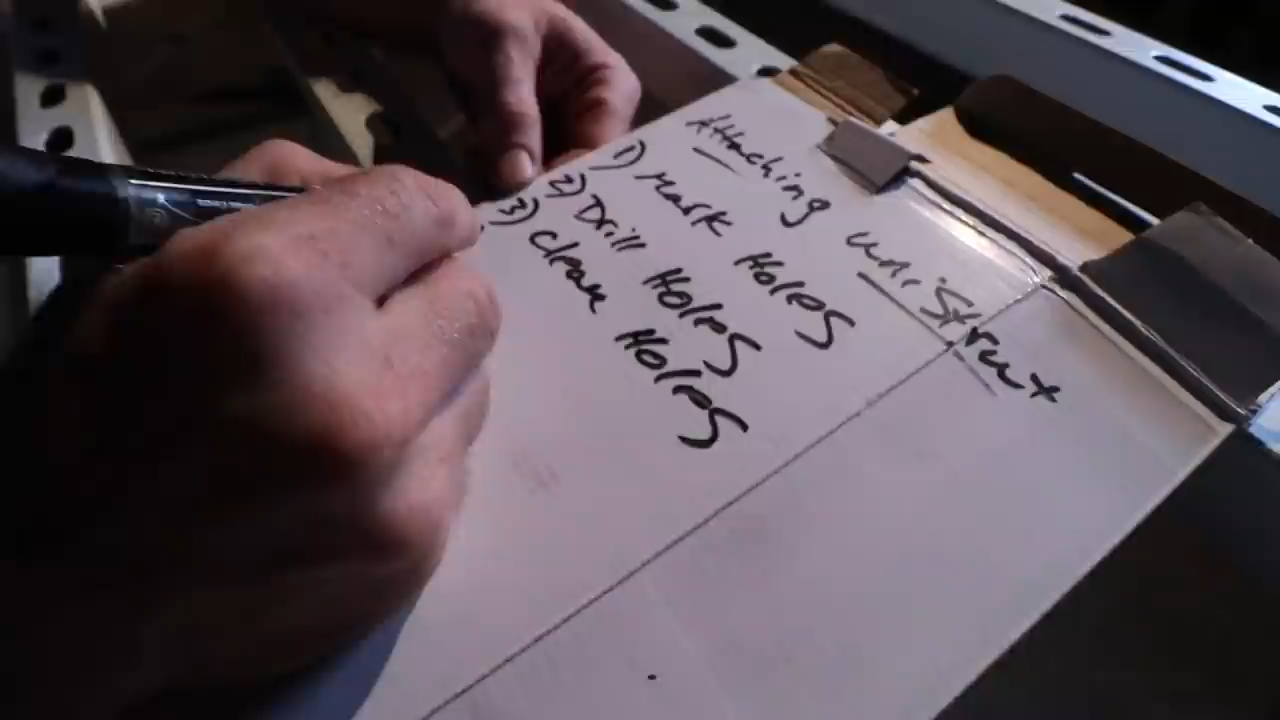 Attaching unistrut
1) Mark Holes
2) Drill Holes
3) Clean Holes